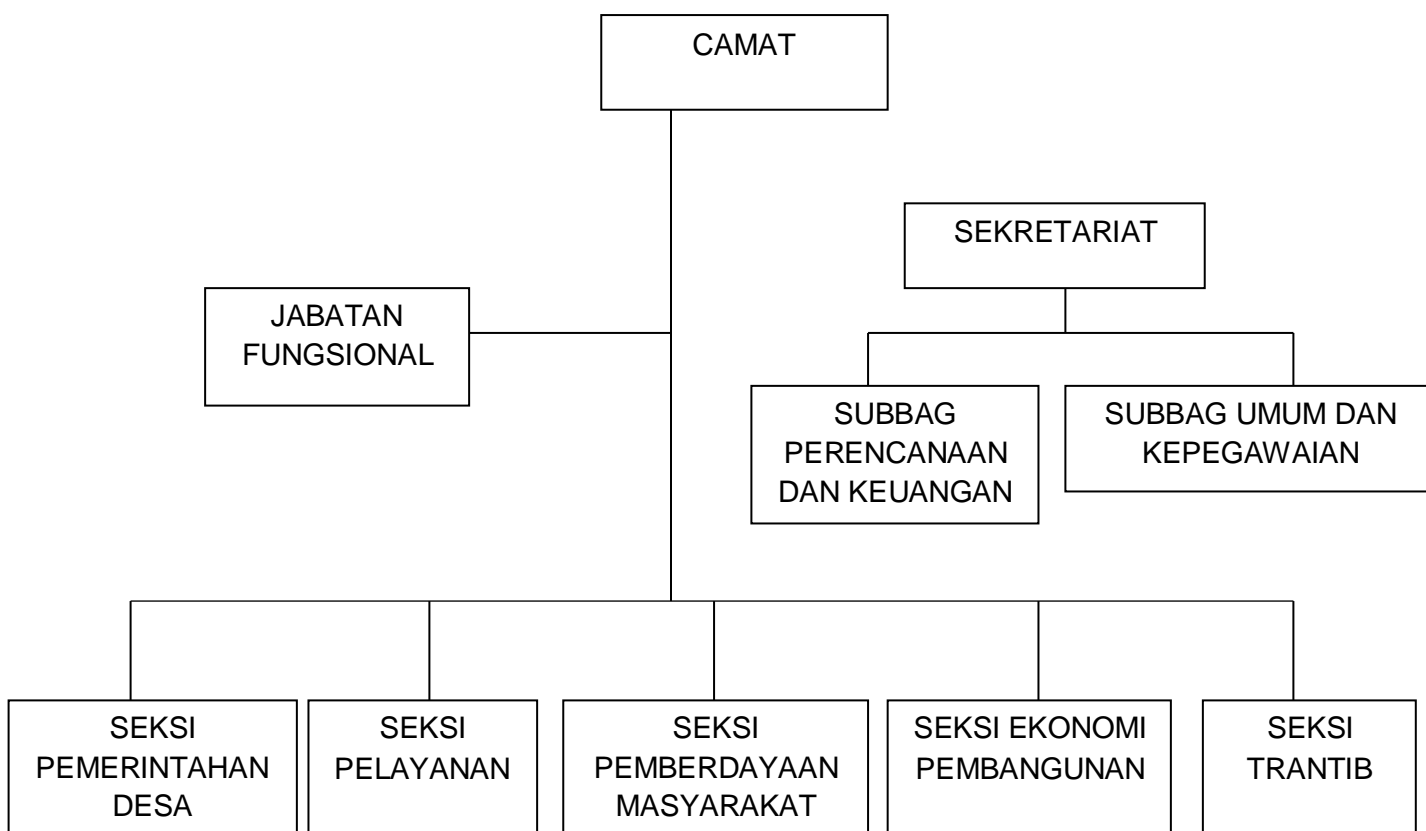 CAMAT
SEKRETARIAT
JABATAN
FUNGSIONAL
SUBBAG
PERENCANAAN
DAN KEUANGAN
SUBBAG UMUM DAN
KEPEGAWAIAN
SEKSI
PEMERINTAHAN
DESA
SEKSI
PELAYANAN
SEKSI
PEMBERDAYAAN
MASYARAKAT
SEKSI EKONOMI
PEMBANGUNAN
SEKSI
TRANTIB